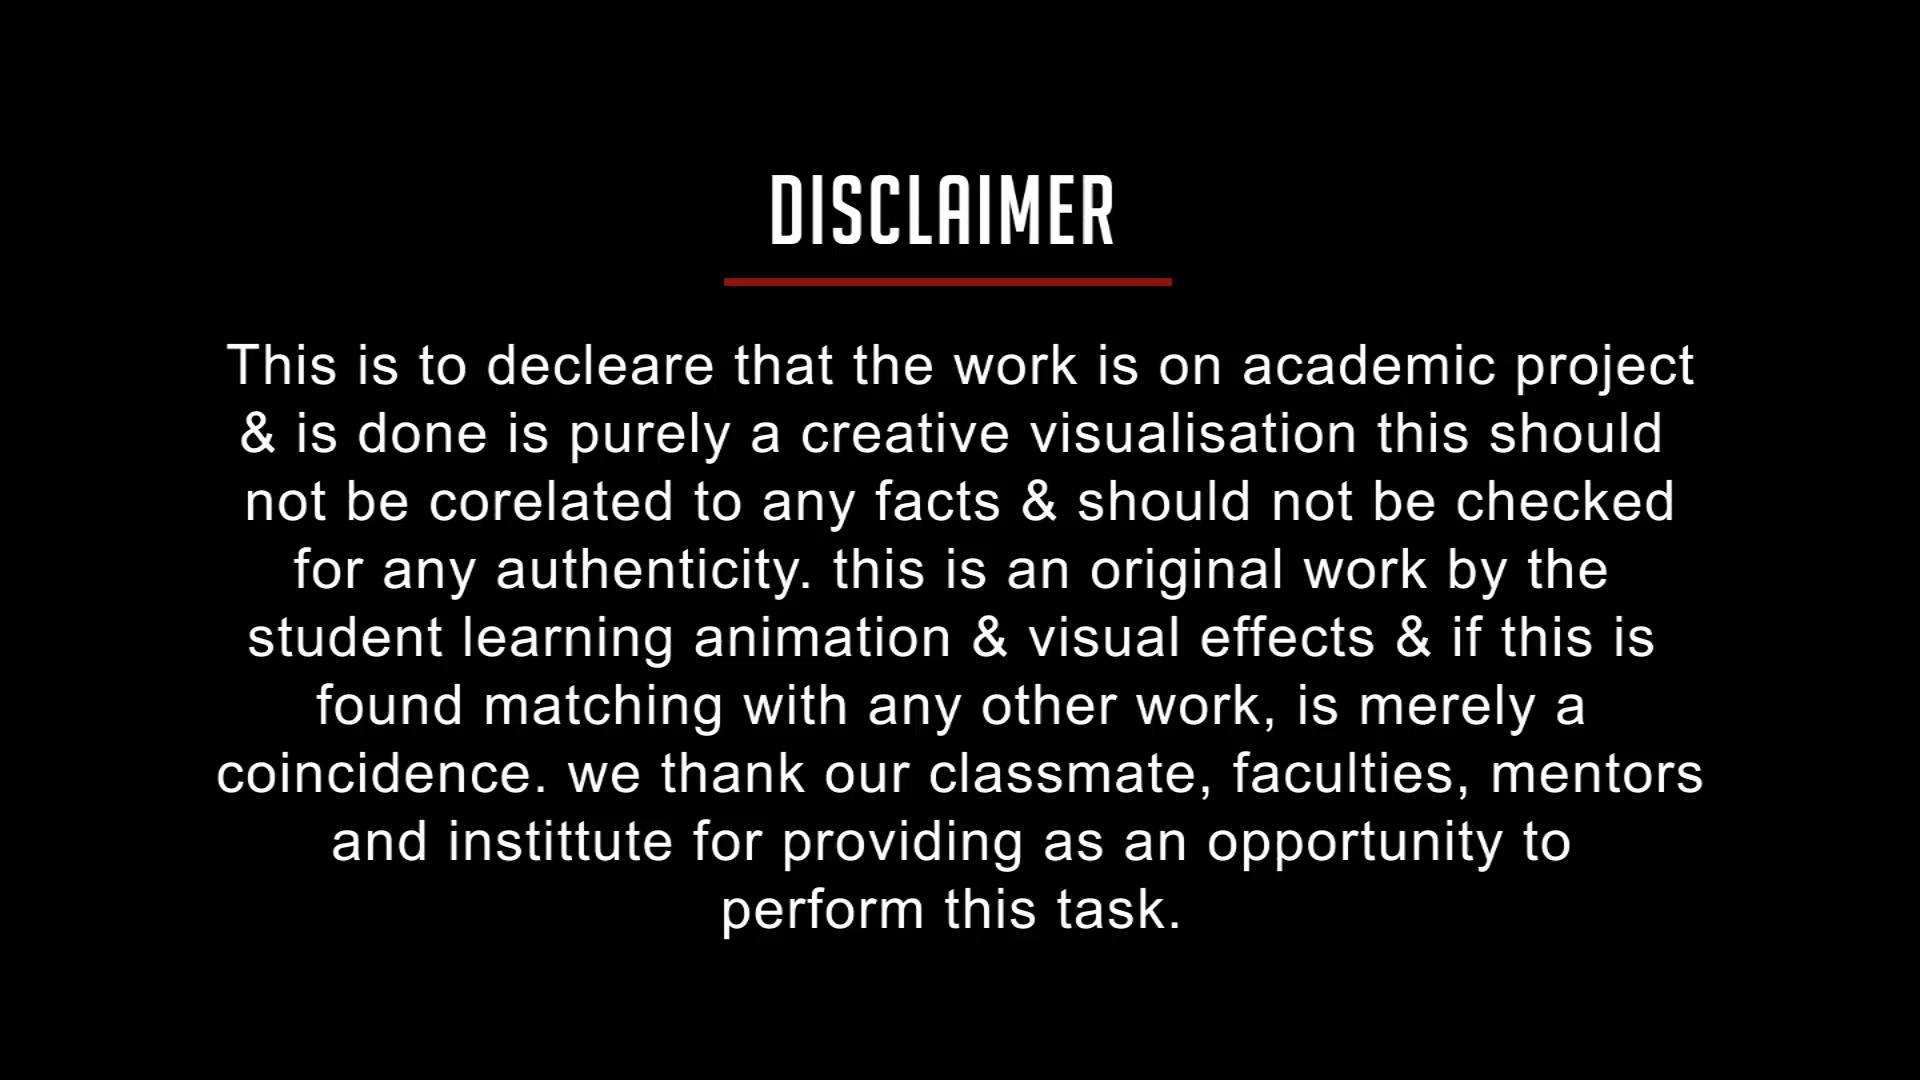 DISCLAIMER
This is to decleare that the work is on academic project
& is done is purely a creative visualisation this should
not be corelated to any facts & should not be checked
for any authenticity. this is an original work by the
student learning animation & visual effects & if this is
found matching with any other work, is merely a
coincidence. we thank our classmate, faculties, mentors
and instittute for providing as an opportunity to
perform this task.